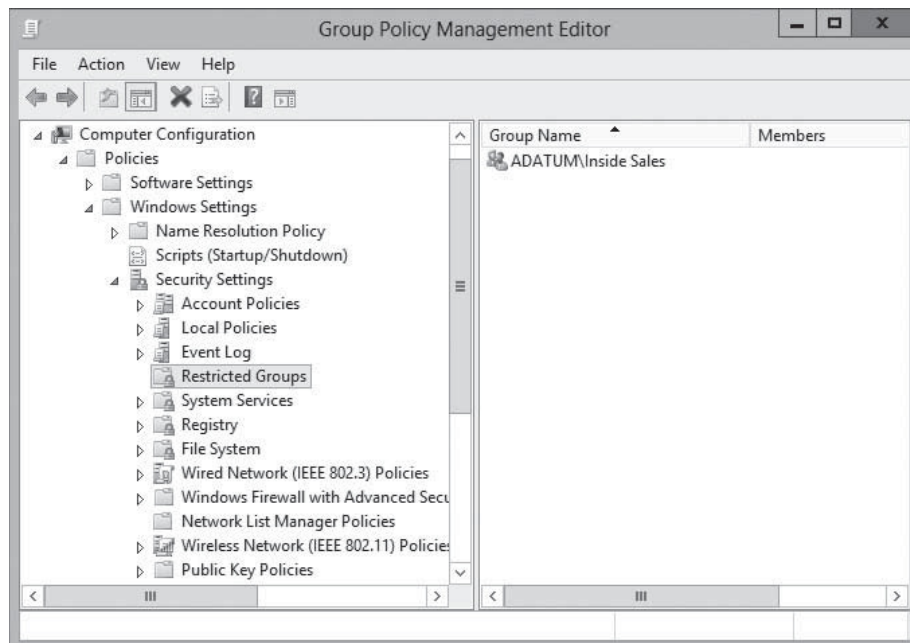 Group Policy Management Editor
File Action View Help
Computer Configuration
Policies
Software Settings
Windows Settings
Name Resolution Policy
Scripts (Startup/Shutdown)
Security Settings
Account Policies
Local Policies
Event Log
Restricted Groups
System Services
Registry
File System
Wired Network (IEEE 802.3) Policies
Windows Firewall with Advanced Secu
Network List Manager Policies
Wireless Network (IEEE 802.11) Policies
Public Key Policies
Group Name Members
ADATUM\Inside Sales